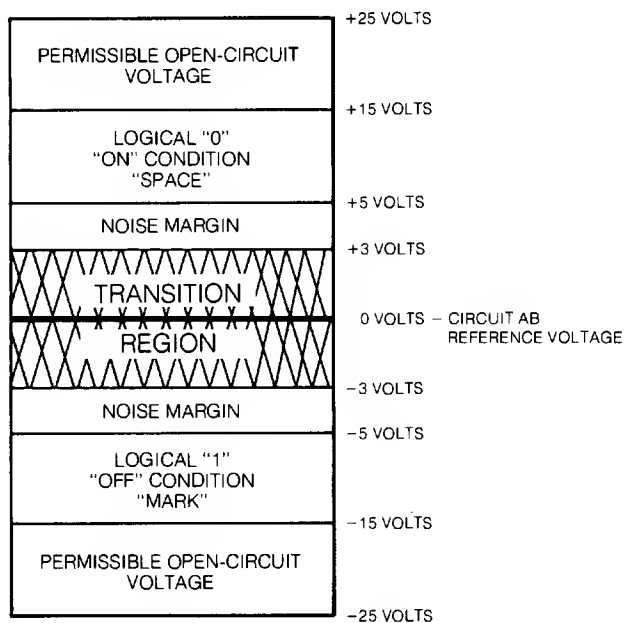 +25 VOLTS
PERMISSIBLE OPEN-CIRCUIT
VOLTAGE
+15 VOLTS
LOGICAL "0"
"ON" CONDITION
"SPACE"
+5 VOLTS
NOISE MARGIN
+3 VOLTS
TRANSITION
0 VOLTS – CIRCUIT AB
REFERENCE VOLTAGE
REGION
−3 VOLTS
NOISE MARGIN
−5 VOLTS
LOGICAL "1"
"OFF" CONDITION
"MARK"
−15 VOLTS
PERMISSIBLE OPEN-CIRCUIT
VOLTAGE
−25 VOLTS